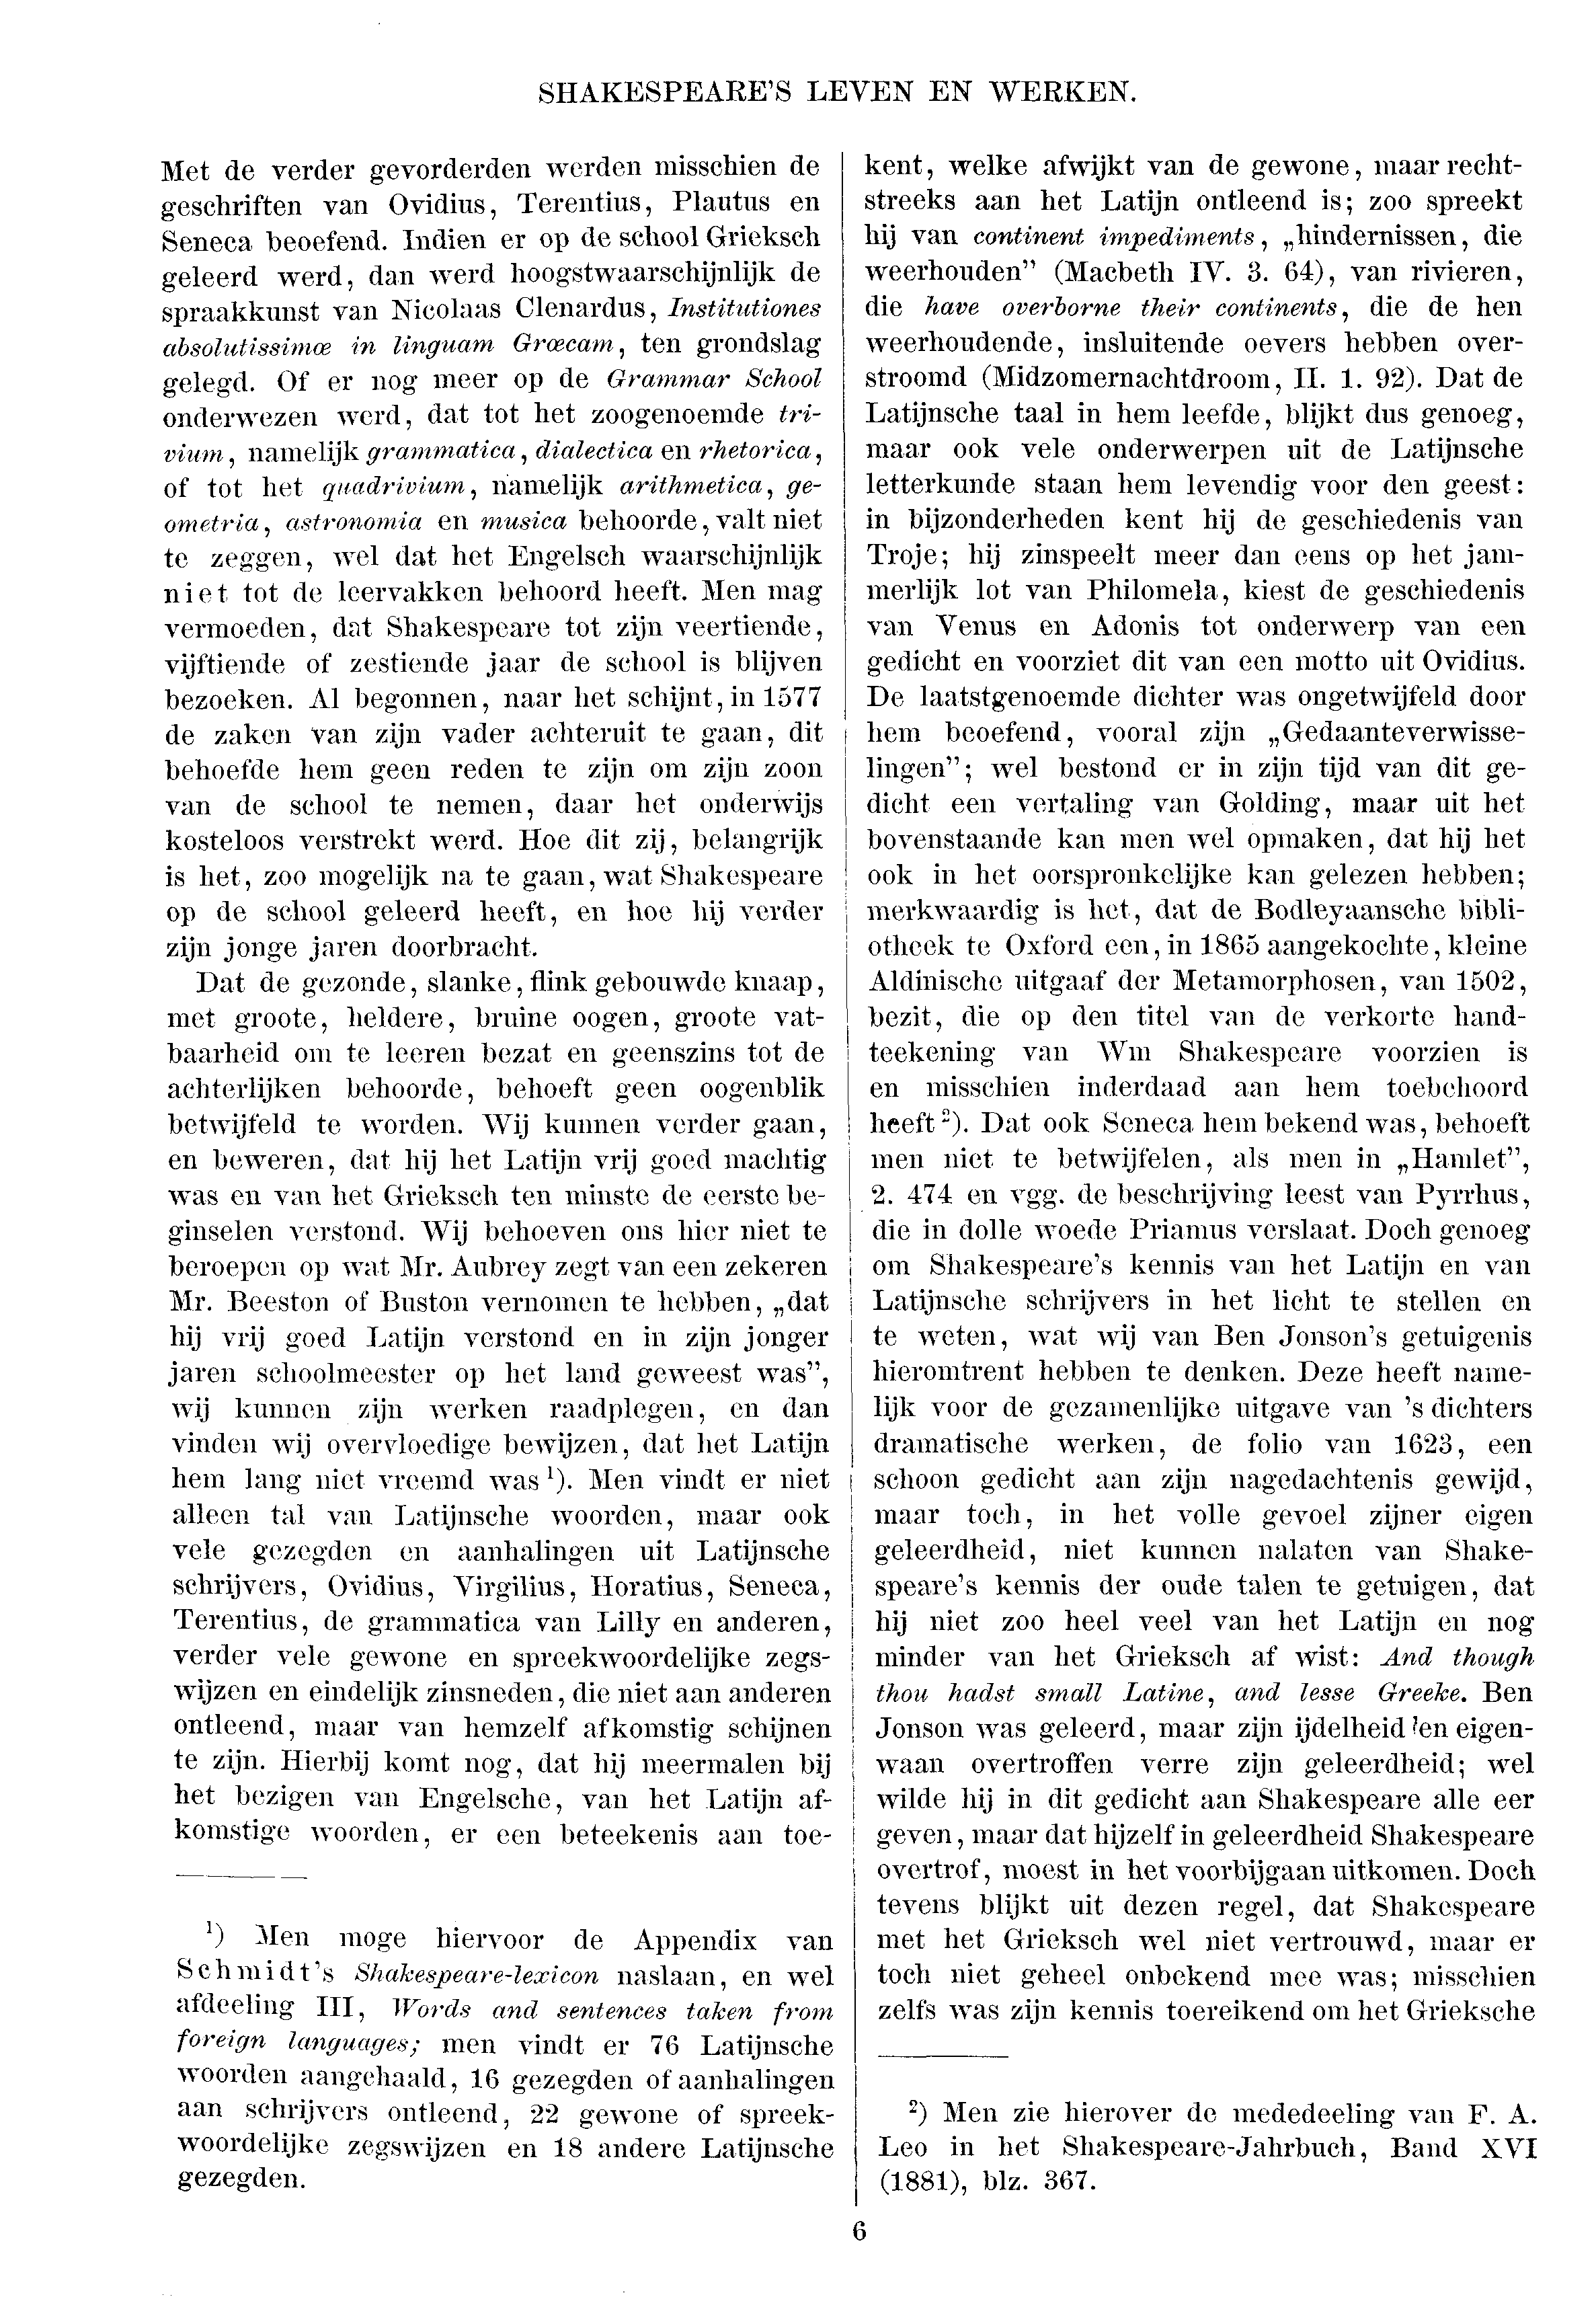 SHAKESPEARE'S LEVEN EN WERKEN.
Met de verder gevorderden werden misschien de
geschriften van Ovidius, Terentius, Plautus en
Seneca beoefend. Indien er op de school Grieksch
geleerd werd, dan werd hoogstwaarschijnlijk de
spraakkunst van Nicolaas Clenardus, Institutiones
absolutissimæ in linguam Græcam, ten grondslag
gelegd. Of er nog meer op de Grammar School
onderwezen werd, dat tot het zoogenoemde tri-
vium, namelijk grammatica, dialectica en rhetorica,
of tot het quadrivium, namelijk arithmetica, ge-
ometria, astronomia en musica behoorde, valt niet
te zeggen, wel dat het Engelsch waarschijnlijk
niet tot de leervakken behoord heeft. Men mag
vermoeden, dat Shakespeare tot zijn veertiende,
vijftiende of zestiende jaar de school is blijven
bezoeken. Al begonnen, naar het schijnt, in 1577
de zaken van zijn vader achteruit te gaan, dit
behoefde hem geen reden te zijn om zijn zoon
van de school te nemen, daar het onderwijs
kosteloos verstrekt werd. Hoe dit zij, belangrijk
is het, zoo mogelijk na te gaan, wat Shakespeare
op de school geleerd heeft, en hoe hij verder
zijn jonge jaren doorbracht.
Dat de gezonde, slanke, flink gebouwde knaap,
met groote, heldere, bruine oogen, groote vat-
baarheid om te leeren bezat en geenszins tot de
achterlijken behoorde, behoeft geen oogenblik
betwijfeld te worden. Wij kunnen verder gaan,
en beweren, dat hij het Latijn vrij goed machtig
was en van het Grieksch ten minste de eerste be-
ginselen verstond. Wij behoeven ons hier niet te
beroepen op wat Mr. Aubrey zegt van een zekeren
Mr. Beeston of Buston vernomen te hebben, „dat
hij vrij goed Latijn verstond en in zijn jonger
jaren schoolmeester op het land geweest was”,
wij kunnen zijn werken raadplegen, en dan
vinden wij overvloedige bewijzen, dat het Latijn
hem lang niet vreemd was ¹). Men vindt er niet
alleen tal van Latijnsche woorden, maar ook
vele gezegden en aanhalingen uit Latijnsche
schrijvers, Ovidius, Virgilius, Horatius, Seneca,
Terentius, de grammatica van Lilly en anderen,
verder vele gewone en spreekwoordelijke zegs-
wijzen en eindelijk zinsneden, die niet aan anderen
ontleend, maar van hemzelf afkomstig schijnen
te zijn. Hierbij komt nog, dat hij meermalen bij
het bezigen van Engelsche, van het Latijn af-
komstige woorden, er een beteekenis aan toe-
¹) Men moge hiervoor de Appendix van
Schmidt's Shakespeare-lexicon naslaan, en wel
afdeeling III, Words and sentences taken from
foreign languages; men vindt er 76 Latijnsche
woorden aangehaald, 16 gezegden of aanhalingen
aan schrijvers ontleend, 22 gewone of spreek-
woordelijke zegswijzen en 18 andere Latijnsche
gezegden.
kent, welke afwijkt van de gewone, maar recht-
streeks aan het Latijn ontleend is; zoo spreekt
hij van continent impediments, „hindernissen, die
weerhouden” (Macbeth IV. 3. 64), van rivieren,
die have overborne their continents, die de hen
weerhoudende, insluitende oevers hebben over-
stroomd (Midzomernachtdroom, II. 1. 92). Dat de
Latijnsche taal in hem leefde, blijkt dus genoeg,
maar ook vele onderwerpen uit de Latijnsche
letterkunde staan hem levendig voor den geest:
in bijzonderheden kent hij de geschiedenis van
Troje; hij zinspeelt meer dan eens op het jam-
merlijk lot van Philomela, kiest de geschiedenis
van Venus en Adonis tot onderwerp van een
gedicht en voorziet dit van een motto uit Ovidius.
De laatstgenoemde dichter was ongetwijfeld door
hem beoefend, vooral zijn „Gedaanteverwisse-
lingen”; wel bestond er in zijn tijd van dit ge-
dicht een vertaling van Golding, maar uit het
bovenstaande kan men wel opmaken, dat hij het
ook in het oorspronkelijke kan gelezen hebben;
merkwaardig is het, dat de Bodleyaansche bibli-
otheek te Oxford een, in 1865 aangekochte, kleine
Aldinische uitgaaf der Metamorphosen, van 1502,
bezit, die op den titel van de verkorte hand-
teekening van Wm Shakespeare voorzien is
en misschien inderdaad aan hem toebehoord
heeft ²). Dat ook Seneca hem bekend was, behoeft
men niet te betwijfelen, als men in „Hamlet”,
2. 474 en vgg. de beschrijving leest van Pyrrhus,
die in dolle woede Priamus verslaat. Doch genoeg
om Shakespeare's kennis van het Latijn en van
Latijnsche schrijvers in het licht te stellen en
te weten, wat wij van Ben Jonson's getuigenis
hieromtrent hebben te denken. Deze heeft name-
lijk voor de gezamenlijke uitgave van 's dichters
dramatische werken, de folio van 1623, een
schoon gedicht aan zijn nagedachtenis gewijd,
maar toch, in het volle gevoel zijner eigen
geleerdheid, niet kunnen nalaten van Shake-
speare's kennis der oude talen te getuigen, dat
hij niet zoo heel veel van het Latijn en nog
minder van het Grieksch af wist: And though
thou hadst small Latine, and lesse Greeke. Ben
Jonson was geleerd, maar zijn ijdelheid en eigen-
waan overtroffen verre zijn geleerdheid; wel
wilde hij in dit gedicht aan Shakespeare alle eer
geven, maar dat hijzelf in geleerdheid Shakespeare
overtrof, moest in het voorbijgaan uitkomen. Doch
tevens blijkt uit dezen regel, dat Shakespeare
met het Grieksch wel niet vertrouwd, maar er
toch niet geheel onbekend mee was; misschien
zelfs was zijn kennis toereikend om het Grieksche
²) Men zie hierover de mededeeling van F. A.
Leo in het Shakespeare-Jahrbuch, Band XVI
(1881), blz. 367.
6